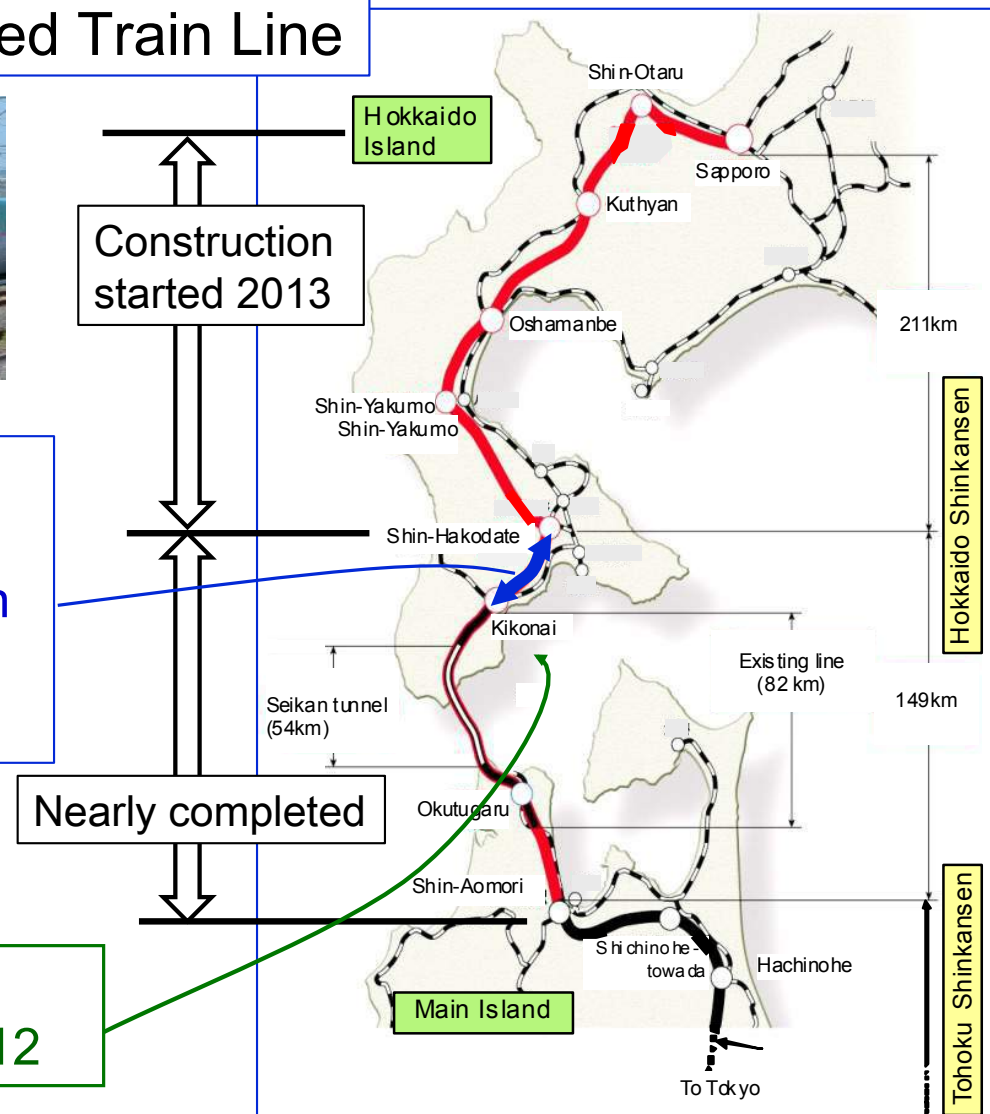 ed Train Line
Shin-Otaru
Hokkaido
Island
Sapporo
Kuthyan
Construction
started 2013
Oshamanbe
211km
Shin-Yakumo
Shin-Yakumo
Hokkaido Shinkansen
Shin-Hakodate
n
Kikonai
Existing line
(82 km)
Seikan tunnel
(54km)
149km
Nearly completed
Okutugaru
Shin-Aomori
Shichinohe-
towada
Hachinohe
Main Island
12
To Tokyo
Tohoku Shinkansen